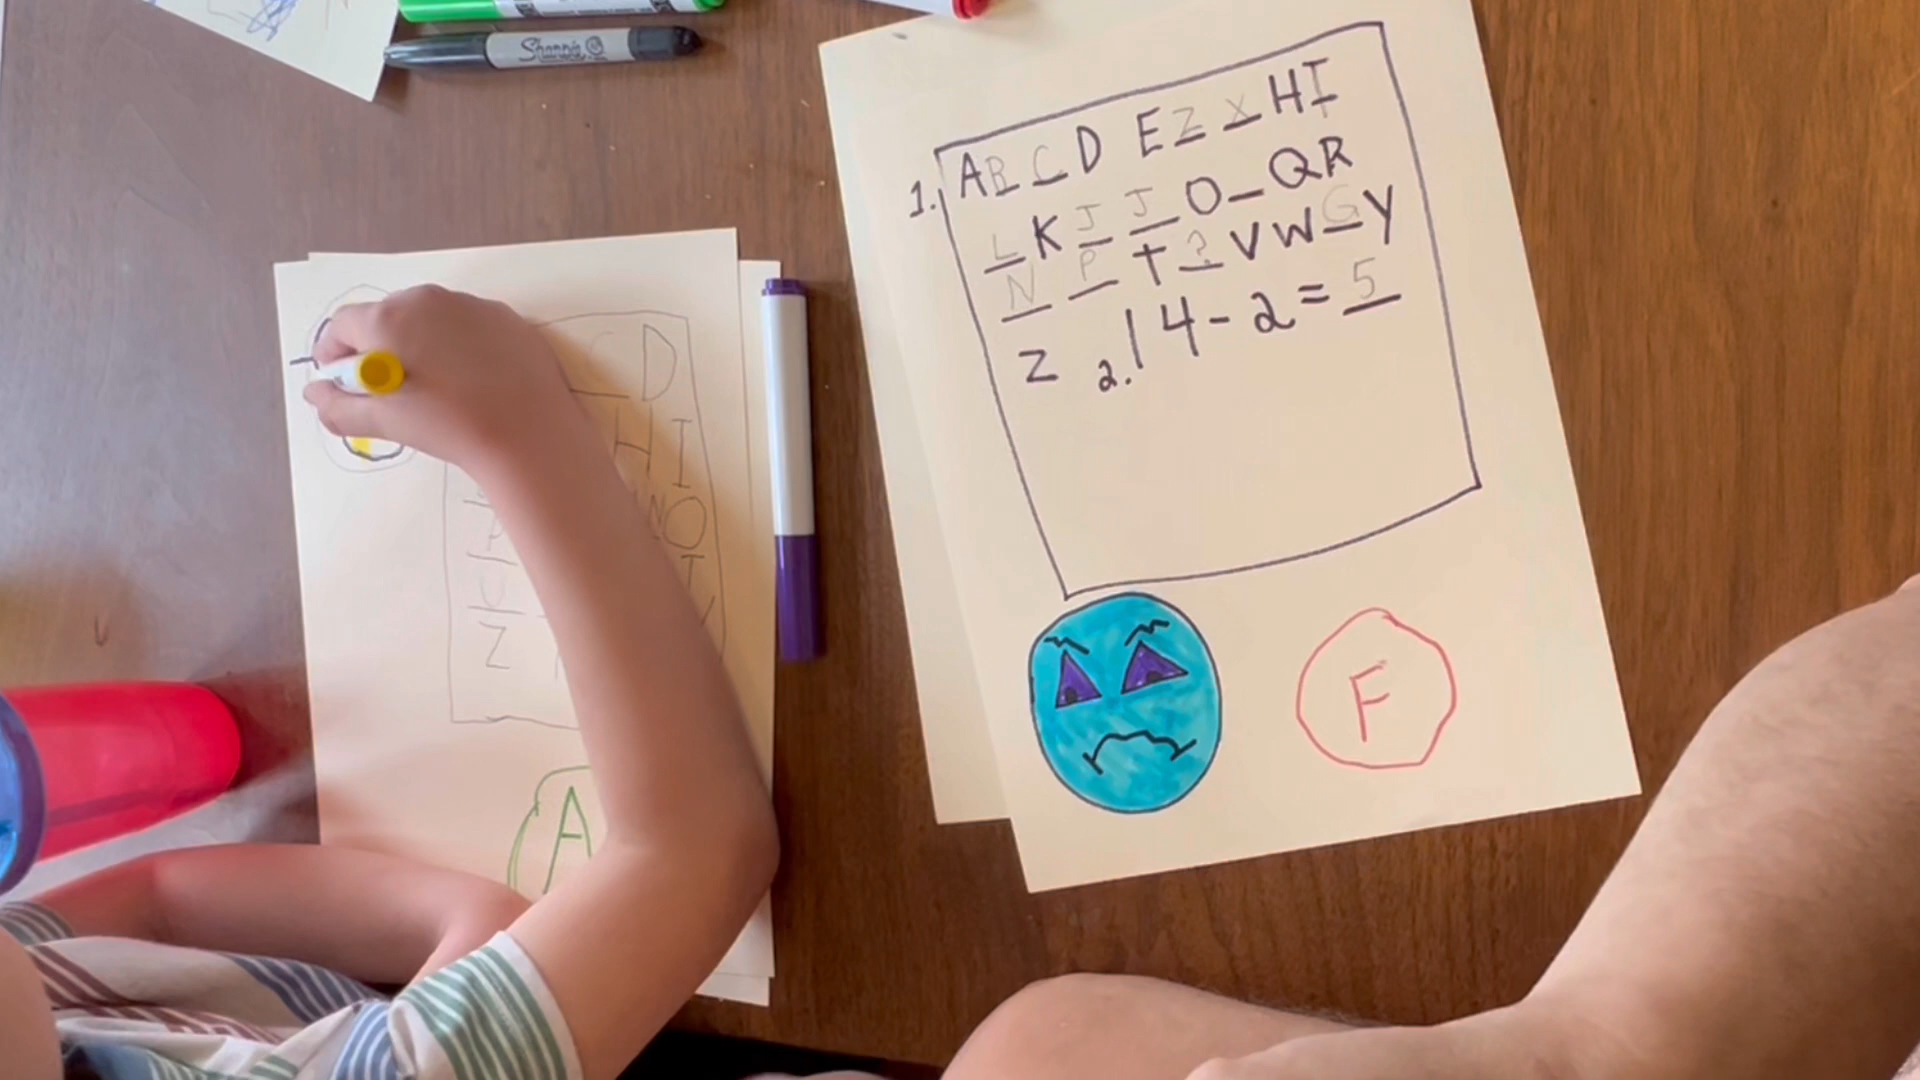 Sharpie
1. A B C D E Z X H I
L K J J O _ Q R
N P T ? V W G Y
Z 2. 14-2=5
F
C D
H I
N O
P T
U V
Z
A